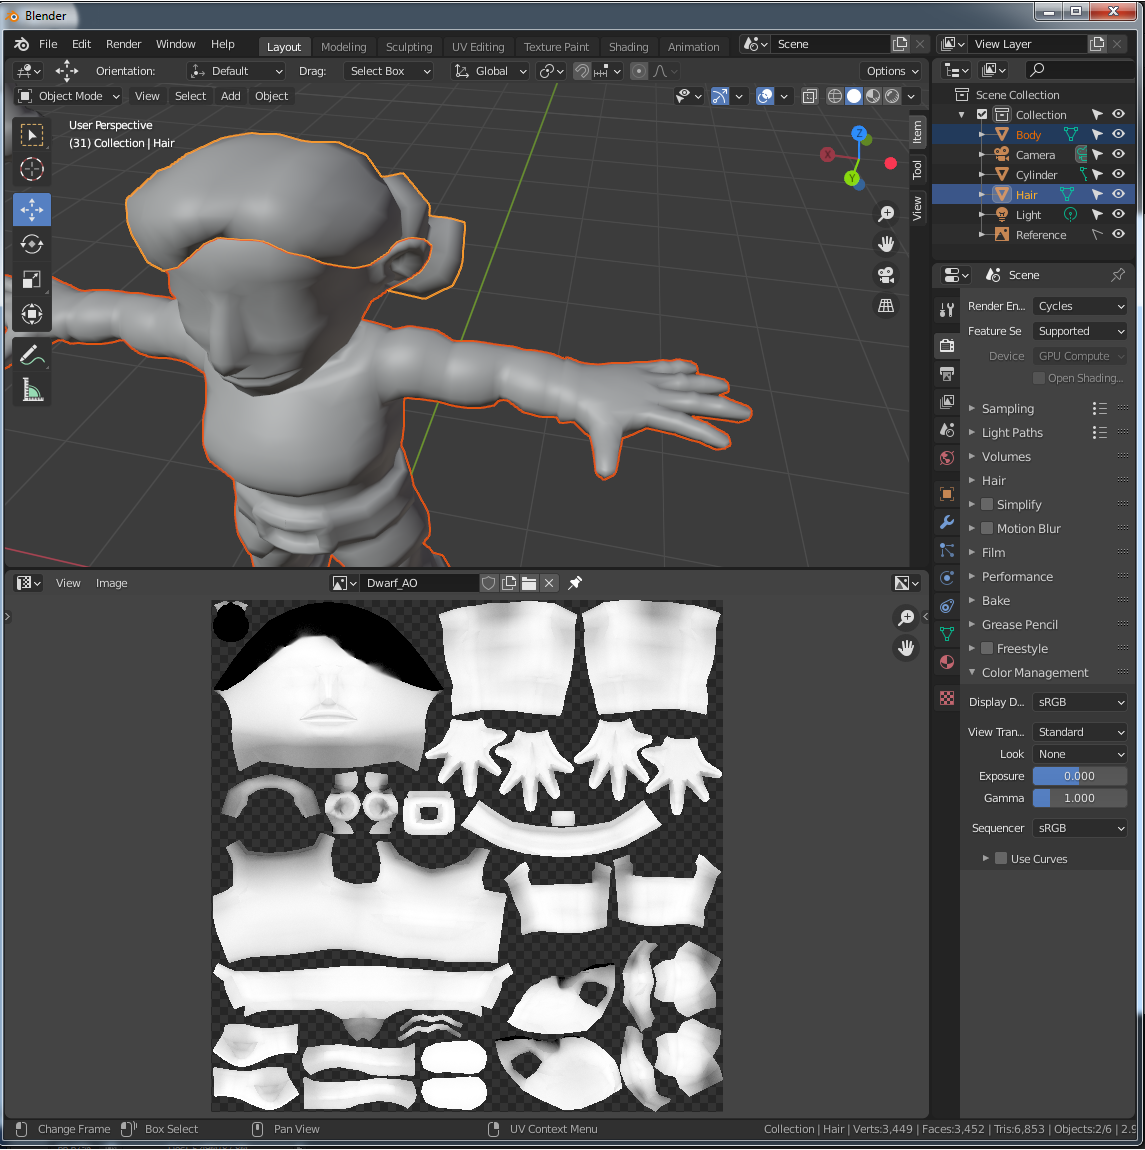 Blender
File Edit Render Window Help Layout Modeling Sculpting UV Editing Texture Paint Shading Animation Scene View Layer
Orientation: Default Drag: Select Box Global Options
Object Mode View Select Add Object
User Perspective
(31) Collection | Hair
Z
Y
X
Item
Tool
View
Scene Collection
Collection
Body
Camera
Cylinder
Hair
Light
Reference
Scene
Render En... Cycles
Feature Se Supported
Device GPU Compute
Open Shading...
Sampling
Light Paths
Volumes
Hair
Simplify
Motion Blur
Film
Performance
Bake
Grease Pencil
Freestyle
Color Management
Display D... sRGB
View Tran... Standard
Look None
Exposure 0.000
Gamma 1.000
Sequencer sRGB
Use Curves
View Image Dwarf_AO
Change Frame Box Select Pan View UV Context Menu Collection | Hair | Verts:3,449 | Faces:3,452 | Tris:6,853 | Objects:2/6 | 2.9